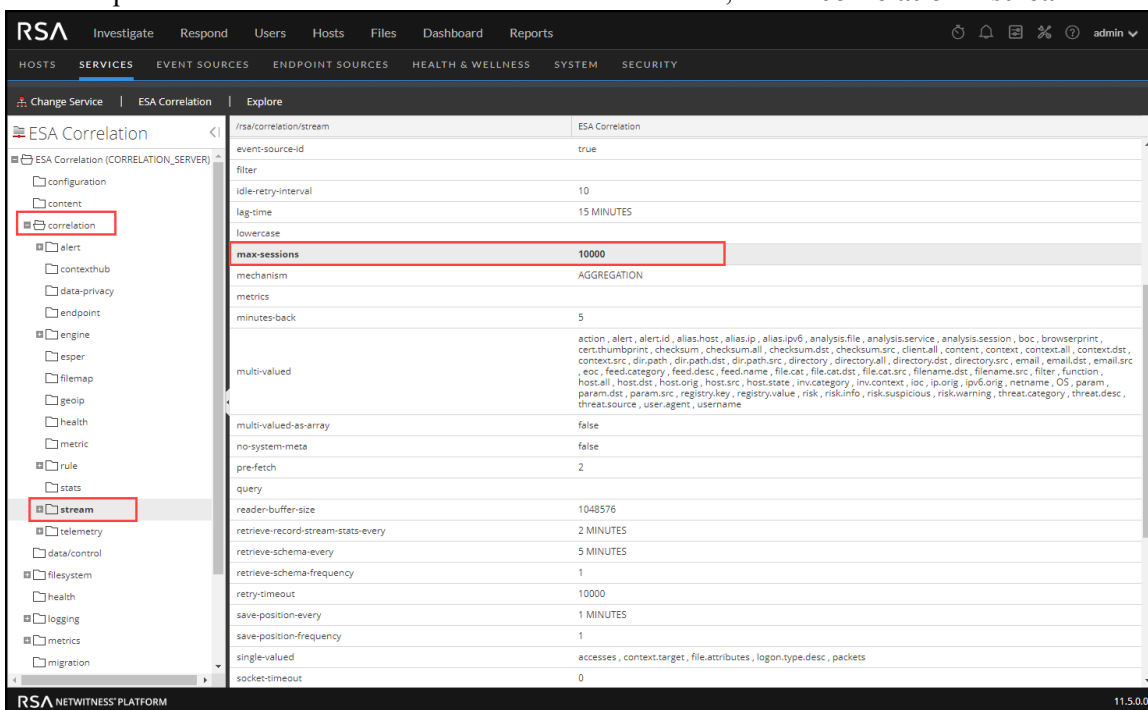 RSA Investigate Respond Users Hosts Files Dashboard Reports admin
HOSTS SERVICES EVENT SOURCES ENDPOINT SOURCES HEALTH & WELLNESS SYSTEM SECURITY
Change Service | ESA Correlation | Explore
ESA Correlation
ESA Correlation (CORRELATION_SERVER)
configuration
content
correlation
alert
contexthub
data-privacy
endpoint
engine
esper
filemap
geoip
health
metric
rule
stats
stream
telemetry
data/control
filesystem
health
logging
metrics
migration
/rsa/correlation/stream ESA Correlation
event-source-id true
filter
idle-retry-interval 10
lag-time 15 MINUTES
lowercase
max-sessions 10000
mechanism AGGREGATION
metrics
minutes-back 5
multi-valued
action , alert , alert.id , alias.host , alias.ip , alias.ipv6 , analysis.file , analysis.service , analysis.session , boc , browserprint ,
cert.thumbprint , checksum , checksum.all , checksum.dst , checksum.src , client.all , content , context , context.all , context.dst ,
context.src , dir.path , dir.path.dst , dir.path.src , directory , directory.all , directory.dst , directory.src , email , email.dst , email.src
, eoc , feed.category , feed.desc , feed.name , file.cat , file.cat.dst , file.cat.src , filename.dst , filename.src , filter , function ,
host.all , host.dst , host.orig , host.src , host.state , inv.category , inv.context , ioc , ip.orig , ipv6.orig , netname , OS , param ,
param.dst , param.src , registry.key , registry.value , risk , risk.info , risk.suspicious , risk.warning , threat.category , threat.desc ,
threat.source , user.agent , username
multi-valued-as-array false
no-system-meta false
pre-fetch 2
query
reader-buffer-size 1048576
retrieve-record-stream-stats-every 2 MINUTES
retrieve-schema-every 5 MINUTES
retrieve-schema-frequency 1
retry-timeout 10000
save-position-every 1 MINUTES
save-position-frequency 1
single-valued accesses , context.target , file.attributes , logon.type.desc , packets
socket-timeout 0
RSA NETWITNESS PLATFORM 11.5.0.0